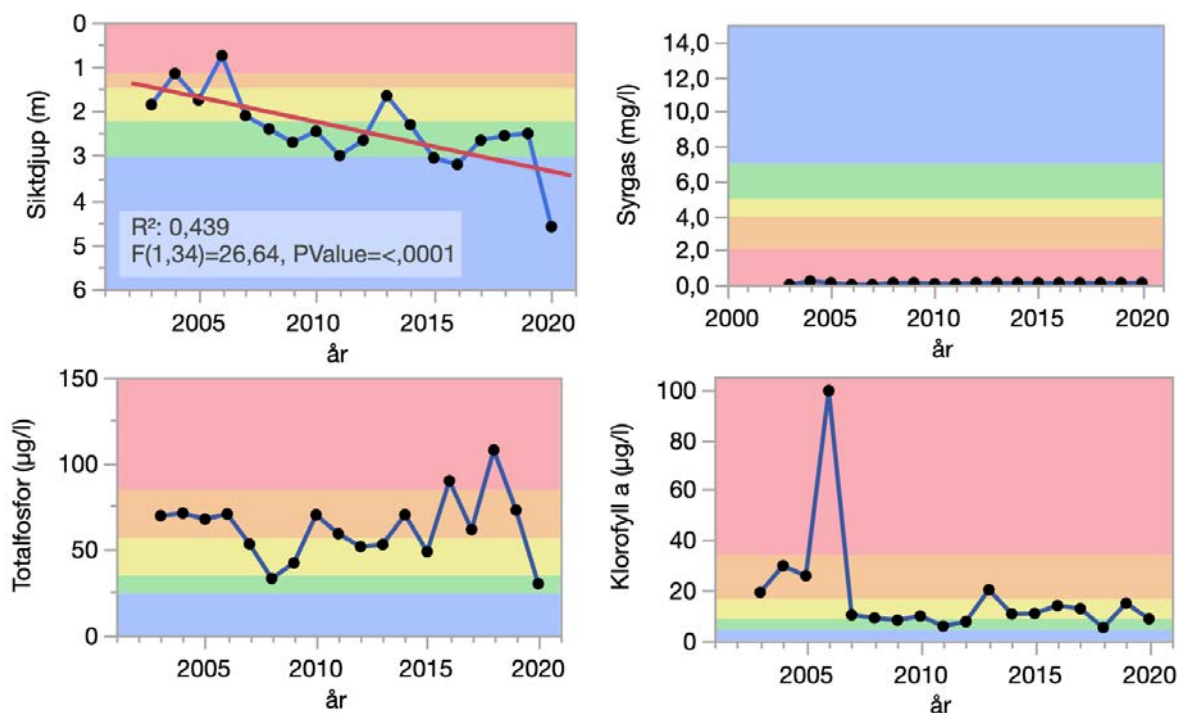 Siktdjup (m)
0
1
2
3
4
5
6
R²: 0,439
F(1,34)=26,64, PValue=<,0001
2005 2010 2015 2020
år
Syrgas (mg/l)
14,0
12,0
10,0
8,0
6,0
4,0
2,0
0,0
2000 2005 2010 2015 2020
år
Totalfosfor (µg/l)
150
100
50
0
2005 2010 2015 2020
år
Klorofyll a (µg/l)
100
80
60
40
20
0
2005 2010 2015 2020
år